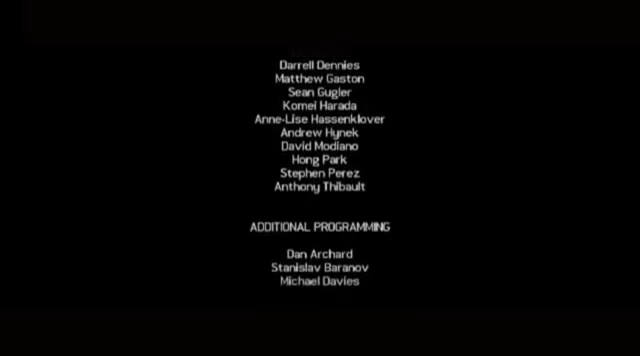 Darrell Dennies
Matthew Gaston
Sean Gugler
Komei Harada
Anne-Lise Hassenklover
Andrew Hynek
David Modiano
Hong Park
Stephen Perez
Anthony Thibault
ADDITIONAL PROGRAMMING
Dan Archard
Stanislav Baranov
Michael Davies